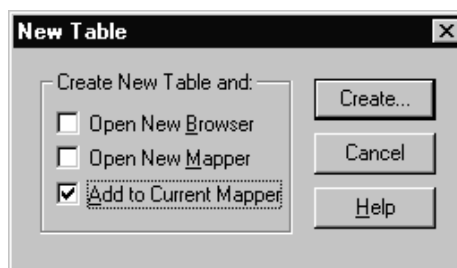 New Table
Create New Table and:
Open New Browser
Open New Mapper
Add to Current Mapper
Create...
Cancel
Help